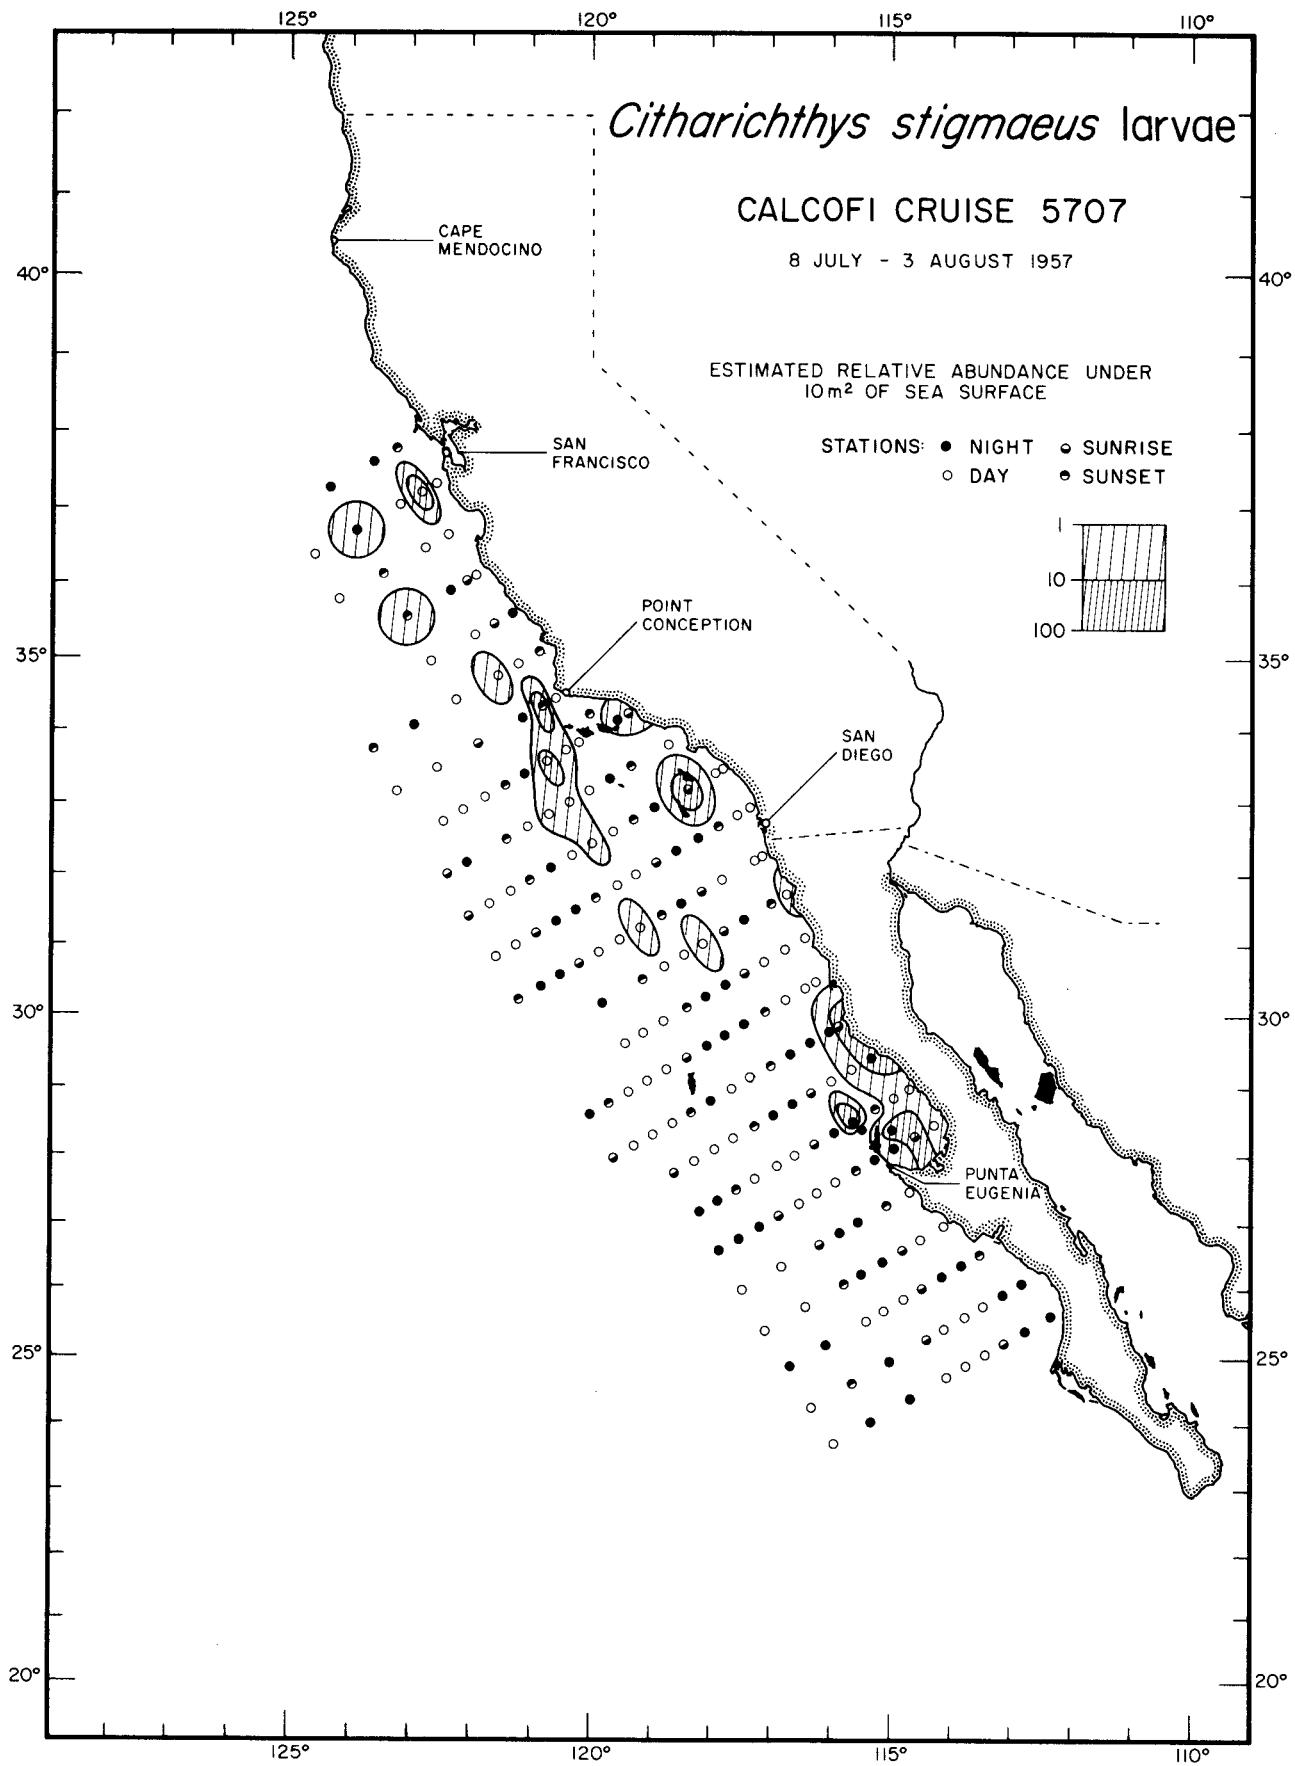 125° 120° 115° 110°
Citharichthys stigmaeus larvae
CALCOFI CRUISE 5707
CAPE
MENDOCINO
8 JULY - 3 AUGUST 1957
40° 40°
ESTIMATED RELATIVE ABUNDANCE UNDER
10m² OF SEA SURFACE
STATIONS: NIGHT SUNRISE
DAY SUNSET
SAN
FRANCISCO
1
10
100
POINT
CONCEPTION
35° 35°
SAN
DIEGO
30° 30°
PUNTA
EUGENIA
25° 25°
20° 20°
125° 120° 115° 110°